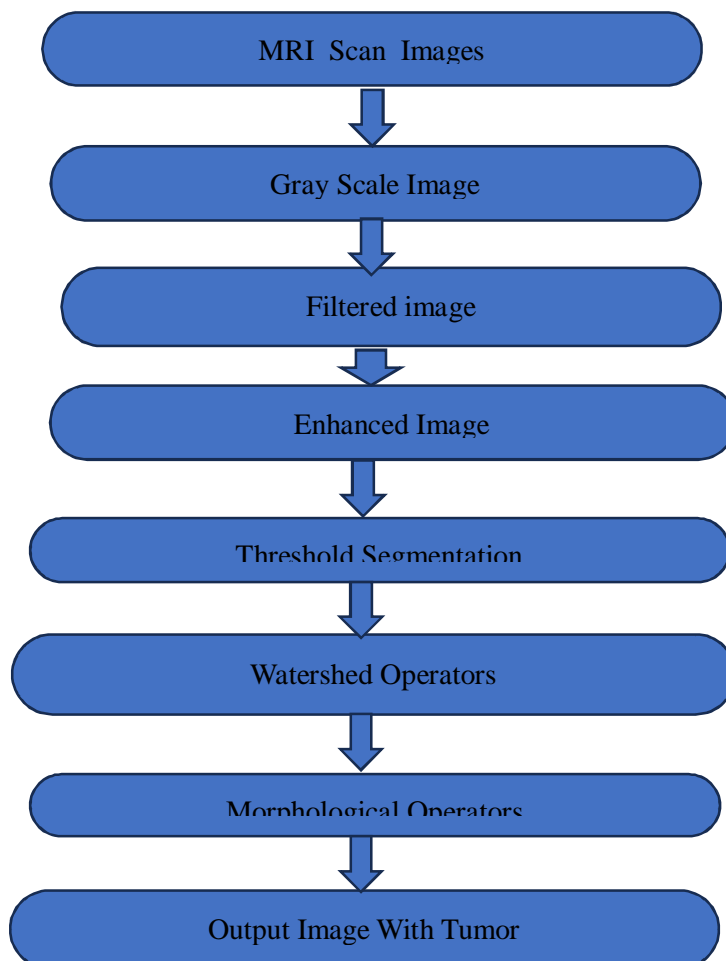 MRI Scan Images
Gray Scale Image
Filtered image
Enhanced Image
Threshold Segmentation
Watershed Operators
Morphological Operators
Output Image With Tumor